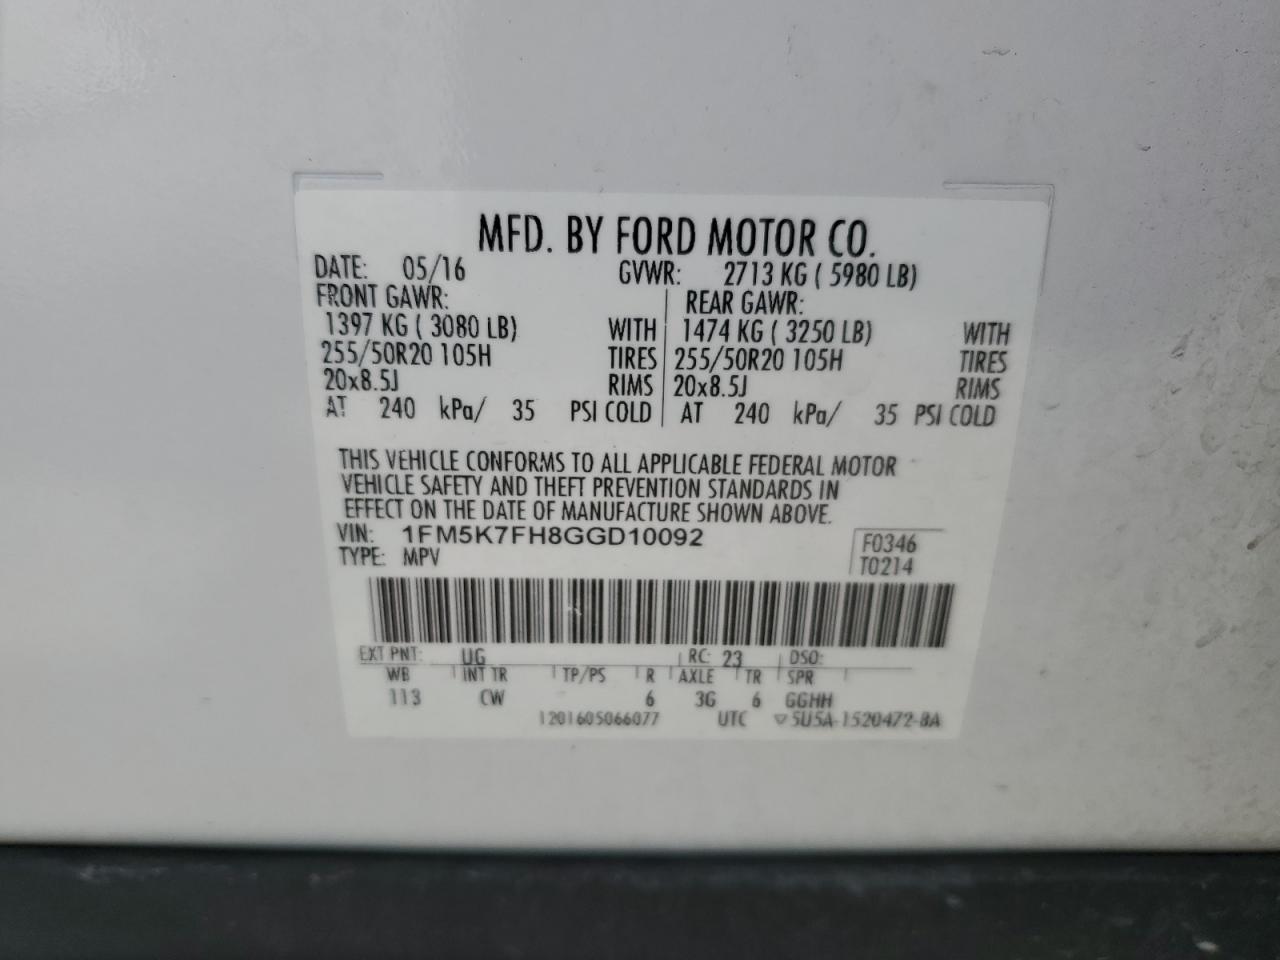 MFD. BY FORD MOTOR CO.
DATE: 05/16 GVWR: 2713 KG ( 5980 LB)
FRONT GAWR: REAR GAWR:
1397 KG ( 3080 LB) WITH 1474 KG ( 3250 LB) WITH
255/50R20 105H TIRES 255/50R20 105H TIRES
20x8.5J RIMS 20x8.5J RIMS
AT 240 kPa/ 35 PSI COLD AT 240 kPa/ 35 PSI COLD
THIS VEHICLE CONFORMS TO ALL APPLICABLE FEDERAL MOTOR
VEHICLE SAFETY AND THEFT PREVENTION STANDARDS IN
EFFECT ON THE DATE OF MANUFACTURE SHOWN ABOVE.
VIN: 1FM5K7FH8GGD10092 F0346
TYPE: MPV T0214
EXT PNT: UG RC: 23 DSO:
WB INT TR TP/PS R AXLE TR SPR
113 CW 6 3G 6 GGHH
1201605066077 UTC ▽5U5A-1520472-BA